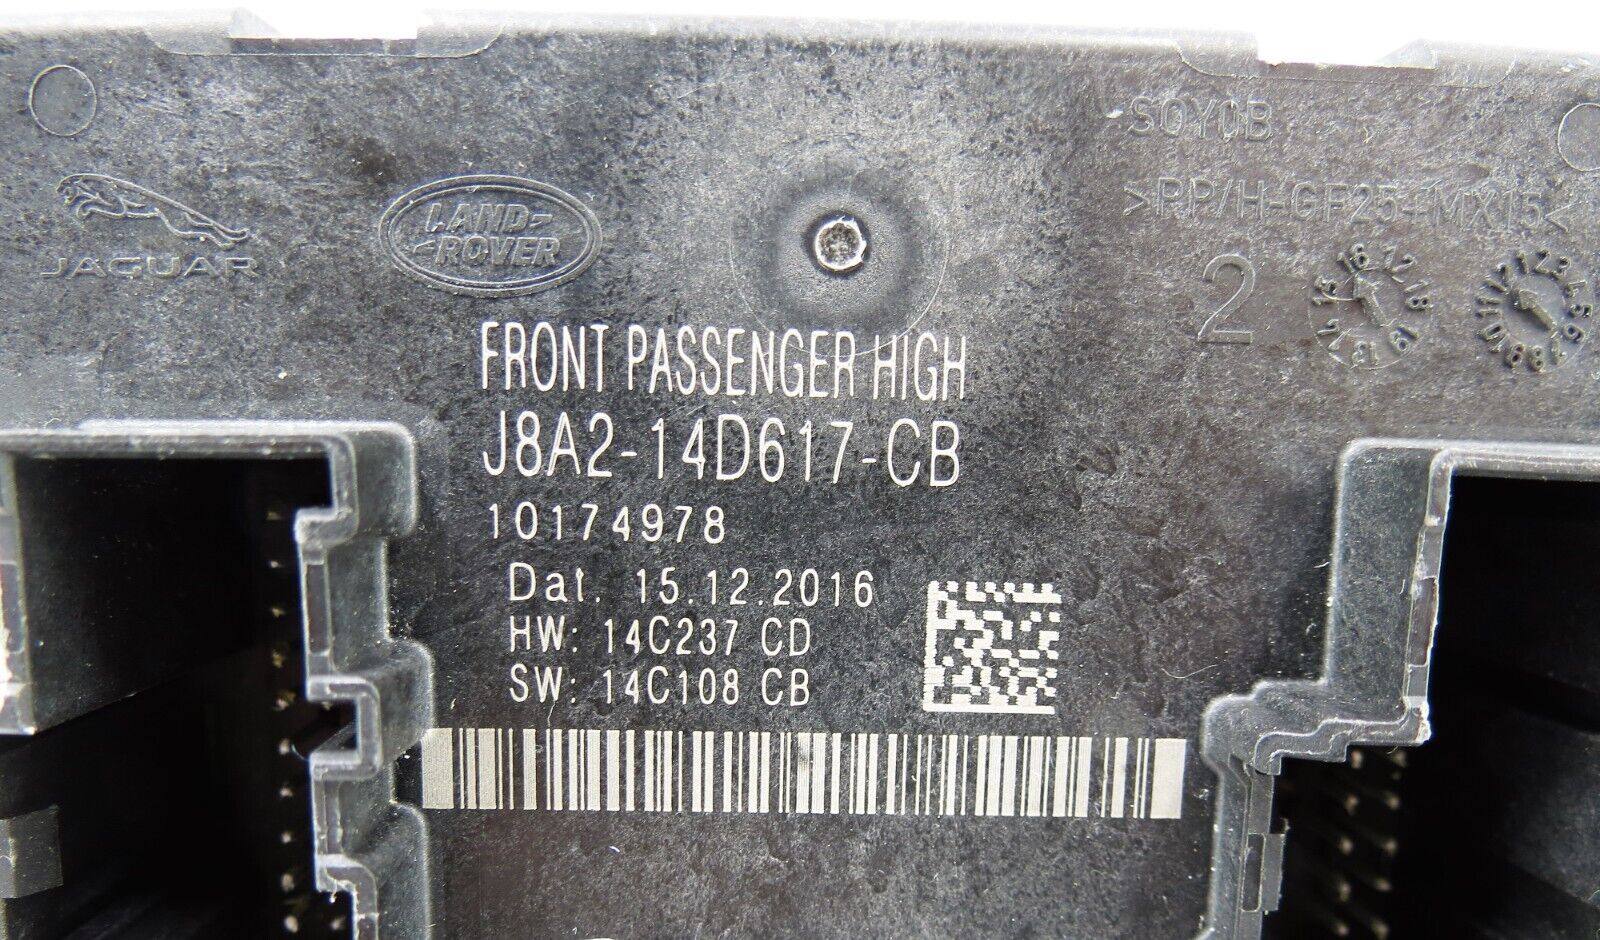 JAGUAR
LAND-
-ROVER
SOYQB
>PP/H-GF25+MX15<
2
FRONT PASSENGER HIGH
J8A2-14D617-CB
10174978
Dat. 15.12.2016
HW: 14C237 CD
SW: 14C108 CB